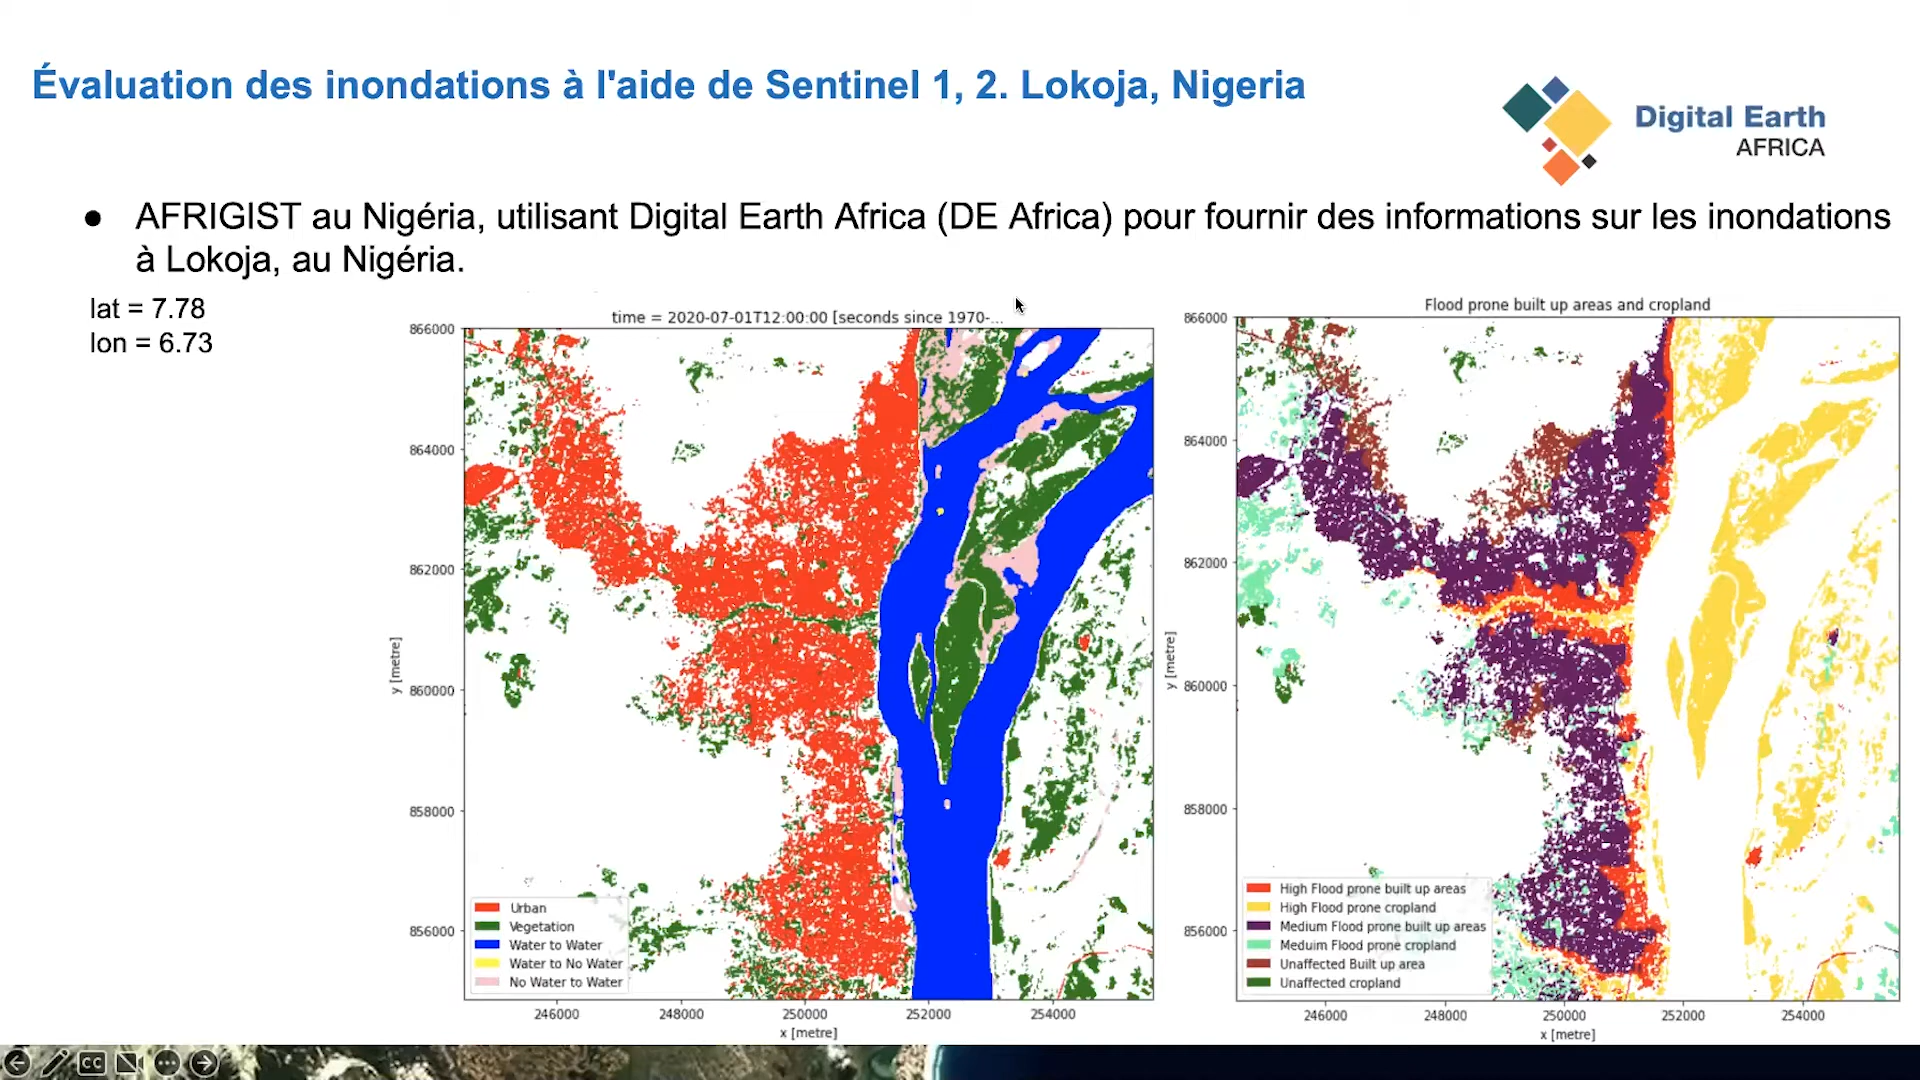 Évaluation des inondations à l'aide de Sentinel 1, 2. Lokoja, Nigeria
Digital Earth
AFRICA
● AFRIGIST au Nigéria, utilisant Digital Earth Africa (DE Africa) pour fournir des informations sur les inondations
à Lokoja, au Nigéria.
lat = 7.78
lon = 6.73
time = 2020-07-01T12:00:00 [seconds since 1970-...
866000
864000
862000
860000
858000
856000
y [metre]
Urban
Vegetation
Water to Water
Water to No Water
No Water to Water
246000 248000 250000 252000 254000
x [metre]
Flood prone built up areas and cropland
866000
864000
862000
860000
858000
856000
y [metre]
High Flood prone built up areas
High Flood prone cropland
Medium Flood prone built up areas
Meduim Flood prone cropland
Unaffected Built up area
Unaffected cropland
246000 248000 250000 252000 254000
x [metre]
CC